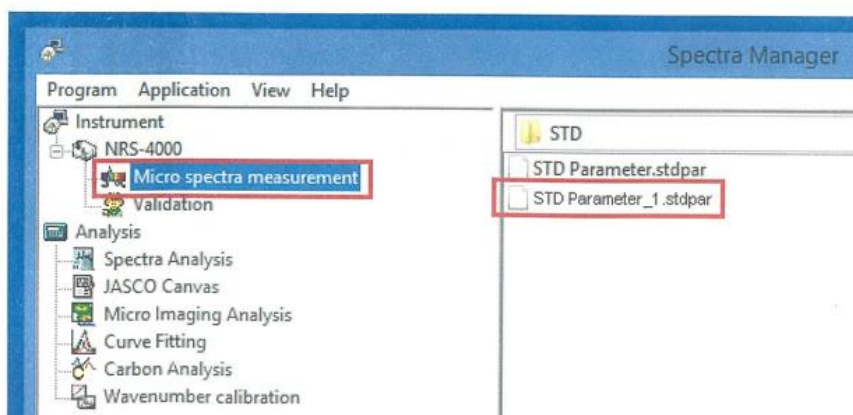 Spectra Manager
Program Application View Help
Instrument
NRS-4000
Micro spectra measurement
Validation
Analysis
Spectra Analysis
JASCO Canvas
Micro Imaging Analysis
Curve Fitting
Carbon Analysis
Wavenumber calibration
STD
STD Parameter.stdpar
STD Parameter_1.stdpar